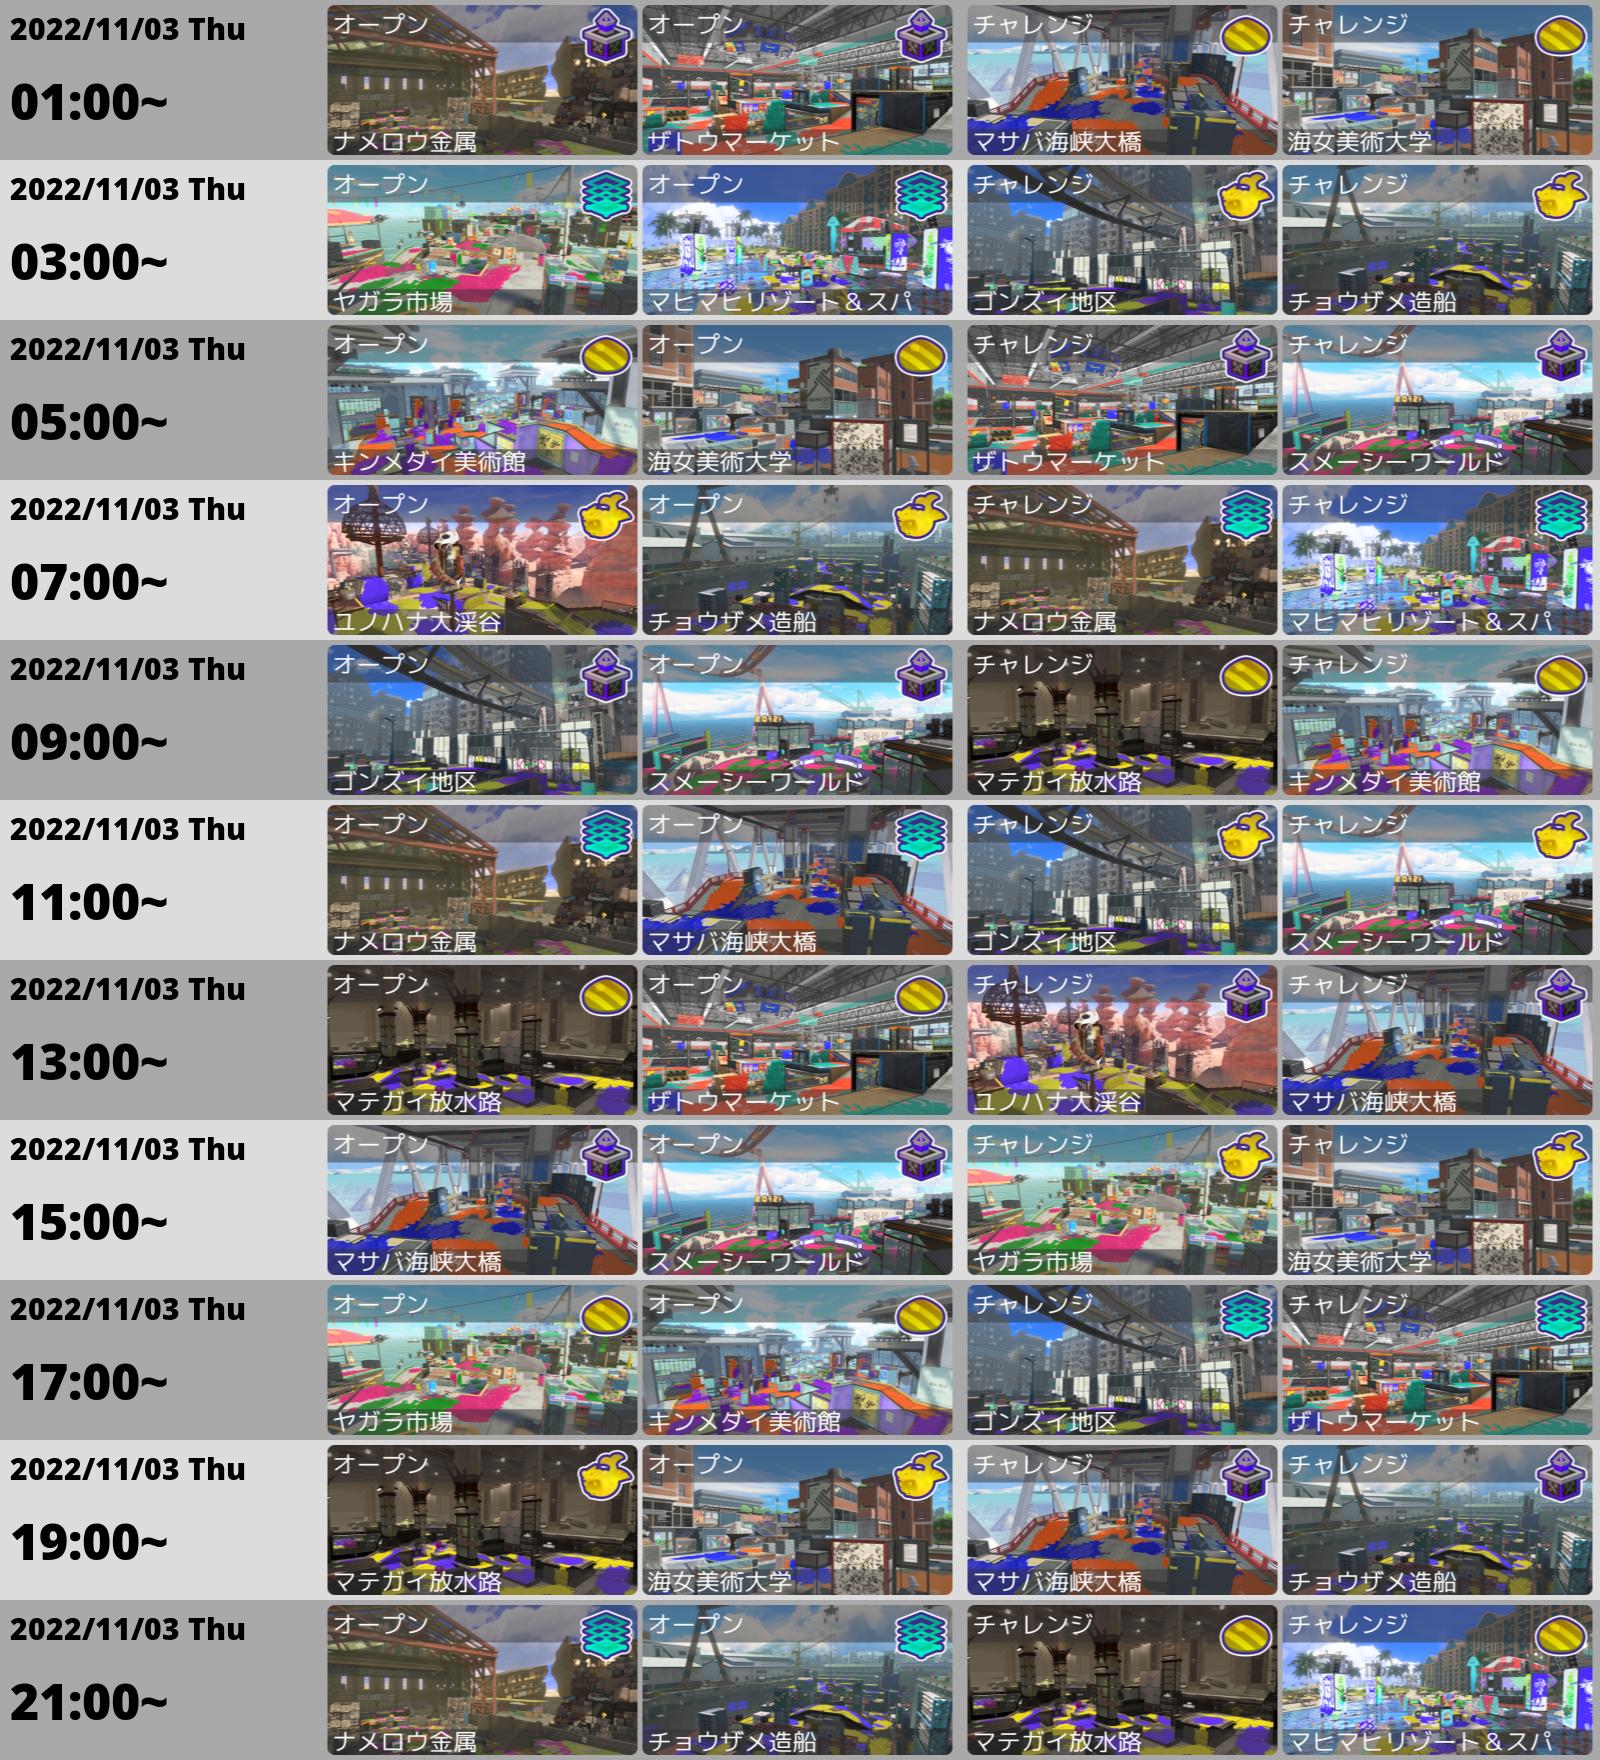 2022/11/03 Thu
01:00~
オープン
ナメロウ金属
オープン
ザトウマーケット
チャレンジ
マサバ海峡大橋
チャレンジ
海女美術大学
2022/11/03 Thu
03:00~
オープン
ヤガラ市場
オープン
マヒマヒリゾート＆スパ
チャレンジ
ゴンズイ地区
チャレンジ
チョウザメ造船
2022/11/03 Thu
05:00~
オープン
キンメダイ美術館
オープン
海女美術大学
チャレンジ
ザトウマーケット
チャレンジ
スメーシーワールド
2022/11/03 Thu
07:00~
オープン
ユノハナ大渓谷
オープン
チョウザメ造船
チャレンジ
ナメロウ金属
チャレンジ
マヒマヒリゾート＆スパ
2022/11/03 Thu
09:00~
オープン
ゴンズイ地区
オープン
スメーシーワールド
チャレンジ
マテガイ放水路
チャレンジ
キンメダイ美術館
2022/11/03 Thu
11:00~
オープン
ナメロウ金属
オープン
マサバ海峡大橋
チャレンジ
ゴンズイ地区
チャレンジ
スメーシーワールド
2022/11/03 Thu
13:00~
オープン
マテガイ放水路
オープン
ザトウマーケット
チャレンジ
ユノハナ大渓谷
チャレンジ
マサバ海峡大橋
2022/11/03 Thu
15:00~
オープン
マサバ海峡大橋
オープン
スメーシーワールド
チャレンジ
ヤガラ市場
チャレンジ
海女美術大学
2022/11/03 Thu
17:00~
オープン
ヤガラ市場
オープン
キンメダイ美術館
チャレンジ
ゴンズイ地区
チャレンジ
ザトウマーケット
2022/11/03 Thu
19:00~
オープン
マテガイ放水路
オープン
海女美術大学
チャレンジ
マサバ海峡大橋
チャレンジ
チョウザメ造船
2022/11/03 Thu
21:00~
オープン
ナメロウ金属
オープン
チョウザメ造船
チャレンジ
マテガイ放水路
チャレンジ
マヒマヒリゾート＆スパ